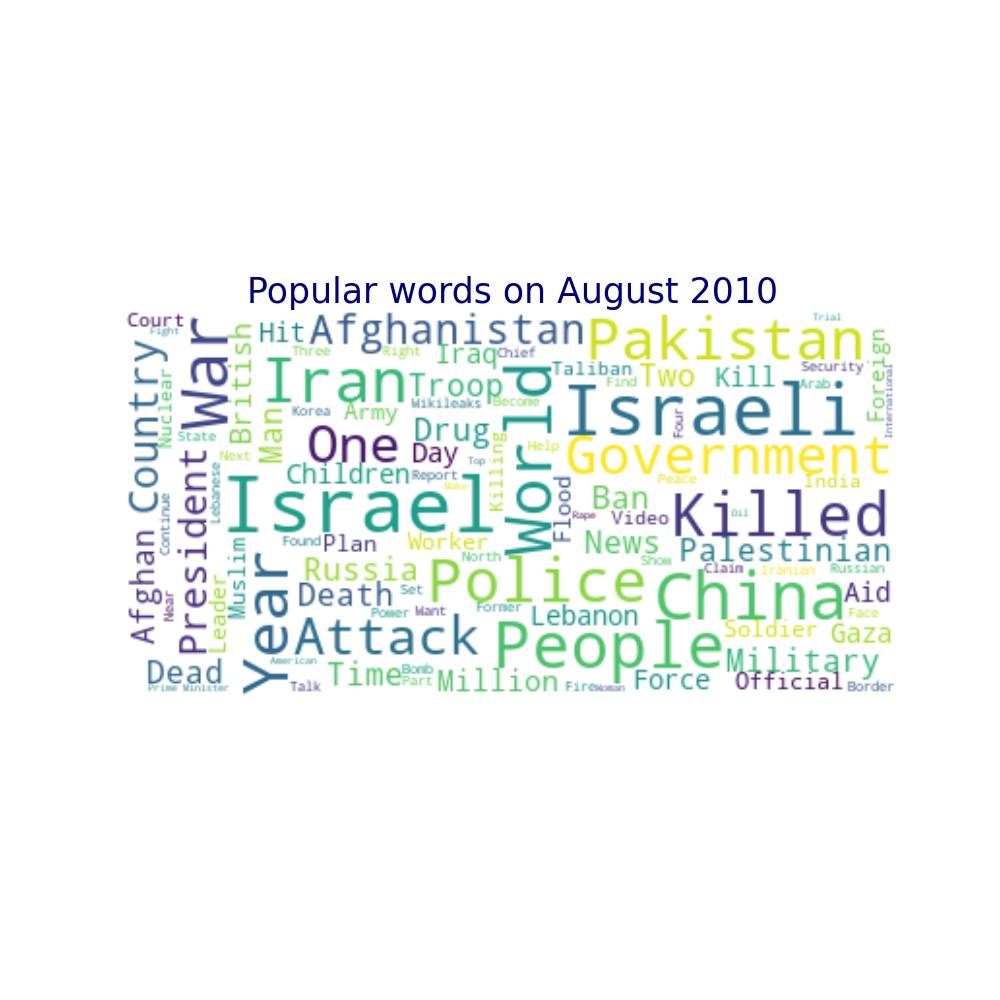 Popular words on August 2010
Court
Fight
Hit
Afghanistan
Pakistan
Trial
War
British
Three
Right
Iraq
Chief
Taliban
Security
Foreign
Country
Nuclear
Iran
Troop
World
Find
Two
Kill
Arab
International
Man
Korea
Army
Wikileaks
Become
Israeli
Four
State
One
Drug
Day
Killing
Help
Government
Next
President
Lebanese
Children
Report
Top
Peace
India
Israel
Wake
Flood
Ban
Killed
Continue
Rape
Video
Oil
Afghan
Muslim
Found
Plan
Worker
News
Palestinian
North
Show
Near
Leader
Year
Russia
Police
China
Claim
Iranian
Russian
Death
Set
Aid
Power
Want
Former
Lebanon
Face
Attack
People
Soldier
Gaza
Dead
American
Time
Bomb
Military
Prime Minister
Talk
Part
Million
Fire
Woman
Force
Official
Border